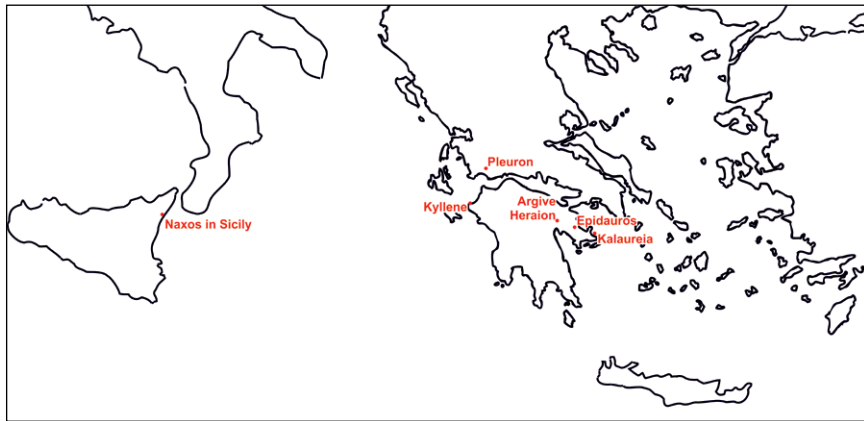 Pleuron
Kyllene
Argive
Heraion
Epidauros
Kalaureia
Naxos in Sicily